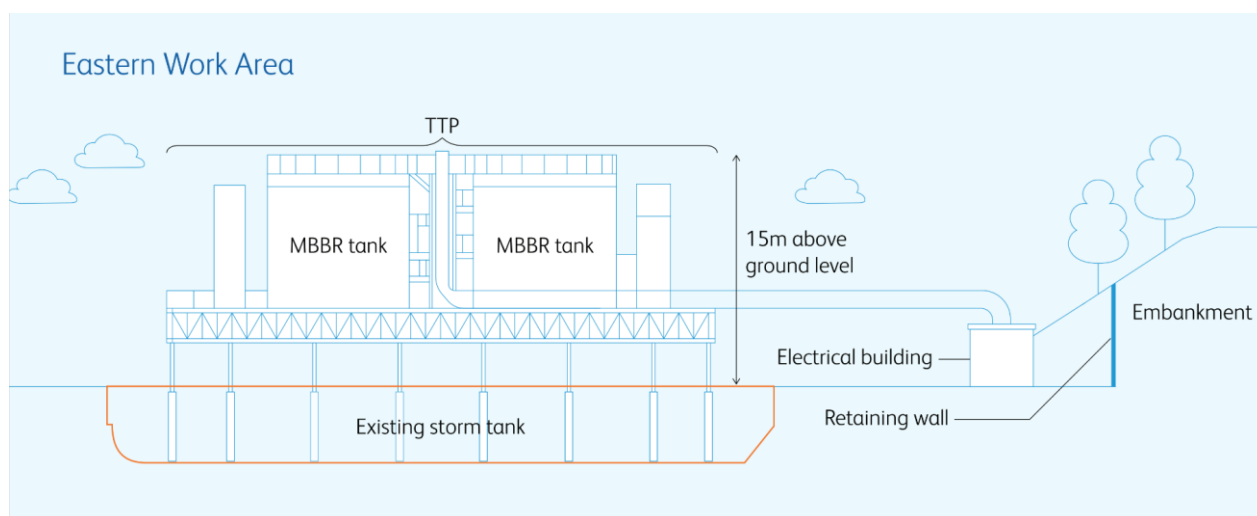 Eastern Work Area
TTP
MBBR tank
MBBR tank
15m above
ground level
Embankment
Electrical building
Retaining wall
Existing storm tank